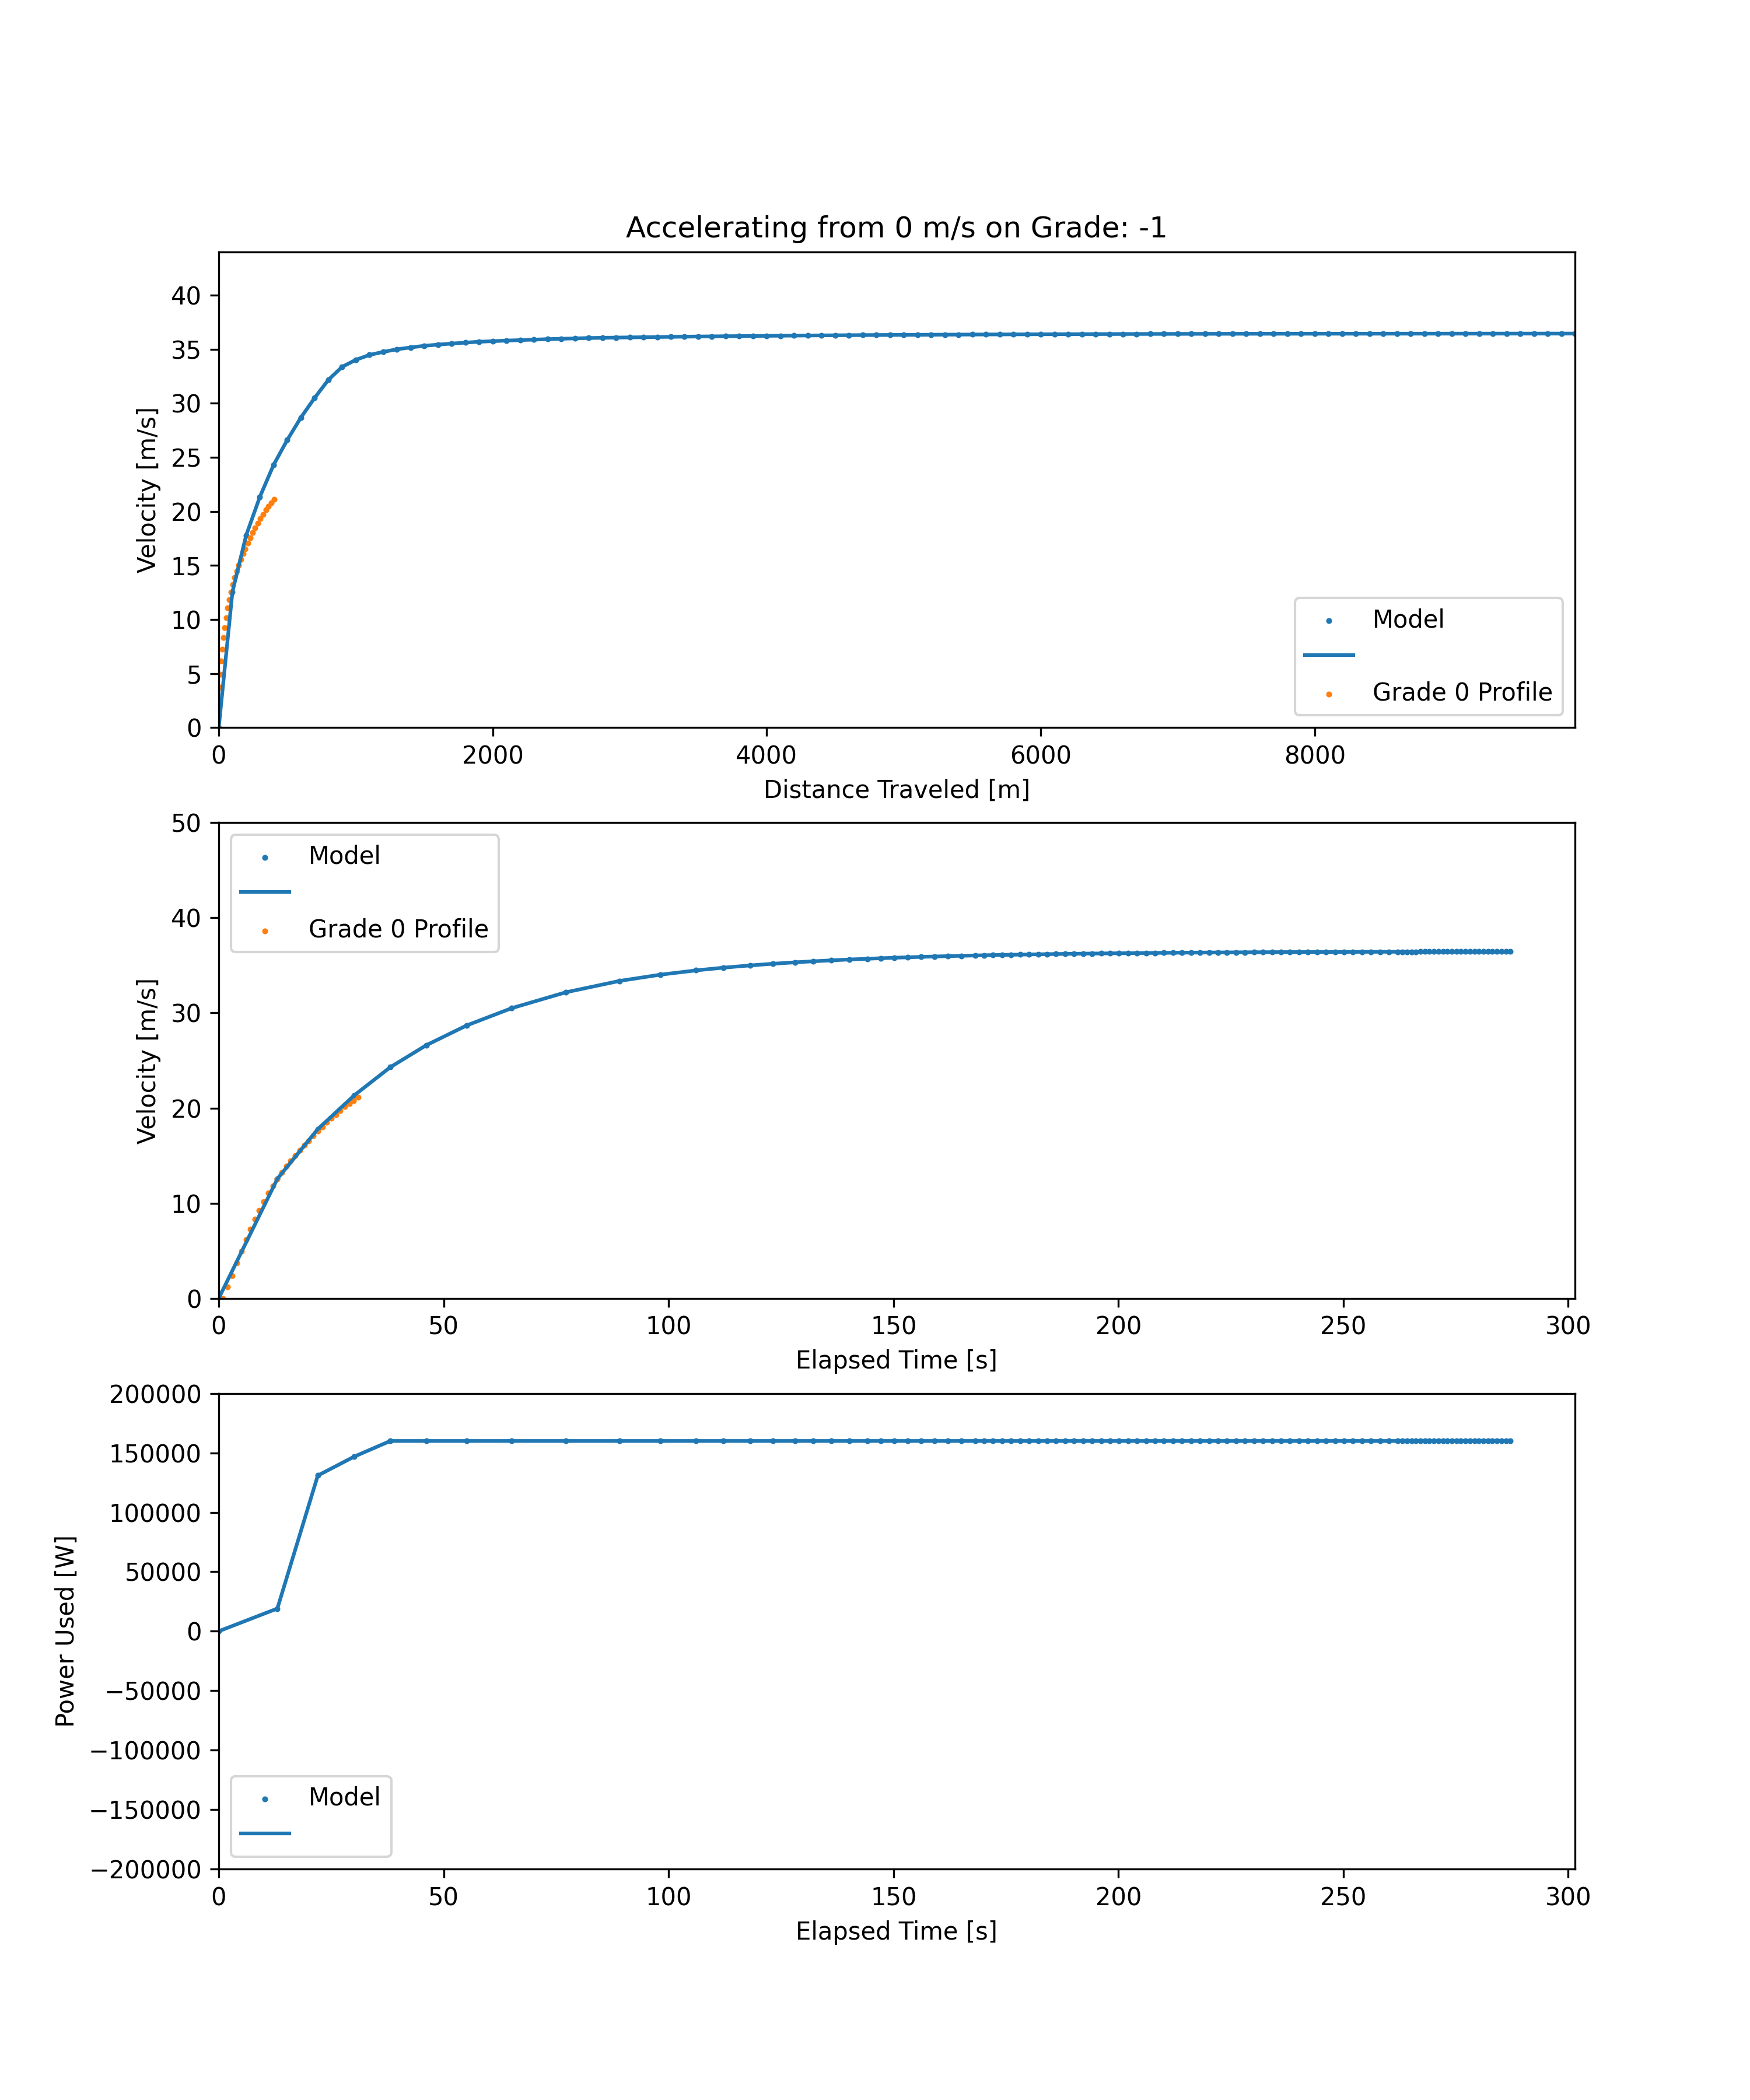 Accelerating from 0 m/s on Grade: -1
40
35
30
25
20
15
10
5
0
Velocity [m/s]
Model
Grade 0 Profile
0 2000 4000 6000 8000
Distance Traveled [m]
50
40
30
20
10
0
Velocity [m/s]
Model
Grade 0 Profile
0 50 100 150 200 250 300
Elapsed Time [s]
200000
150000
100000
50000
0
−50000
−100000
−150000
−200000
Power Used [W]
Model
0 50 100 150 200 250 300
Elapsed Time [s]